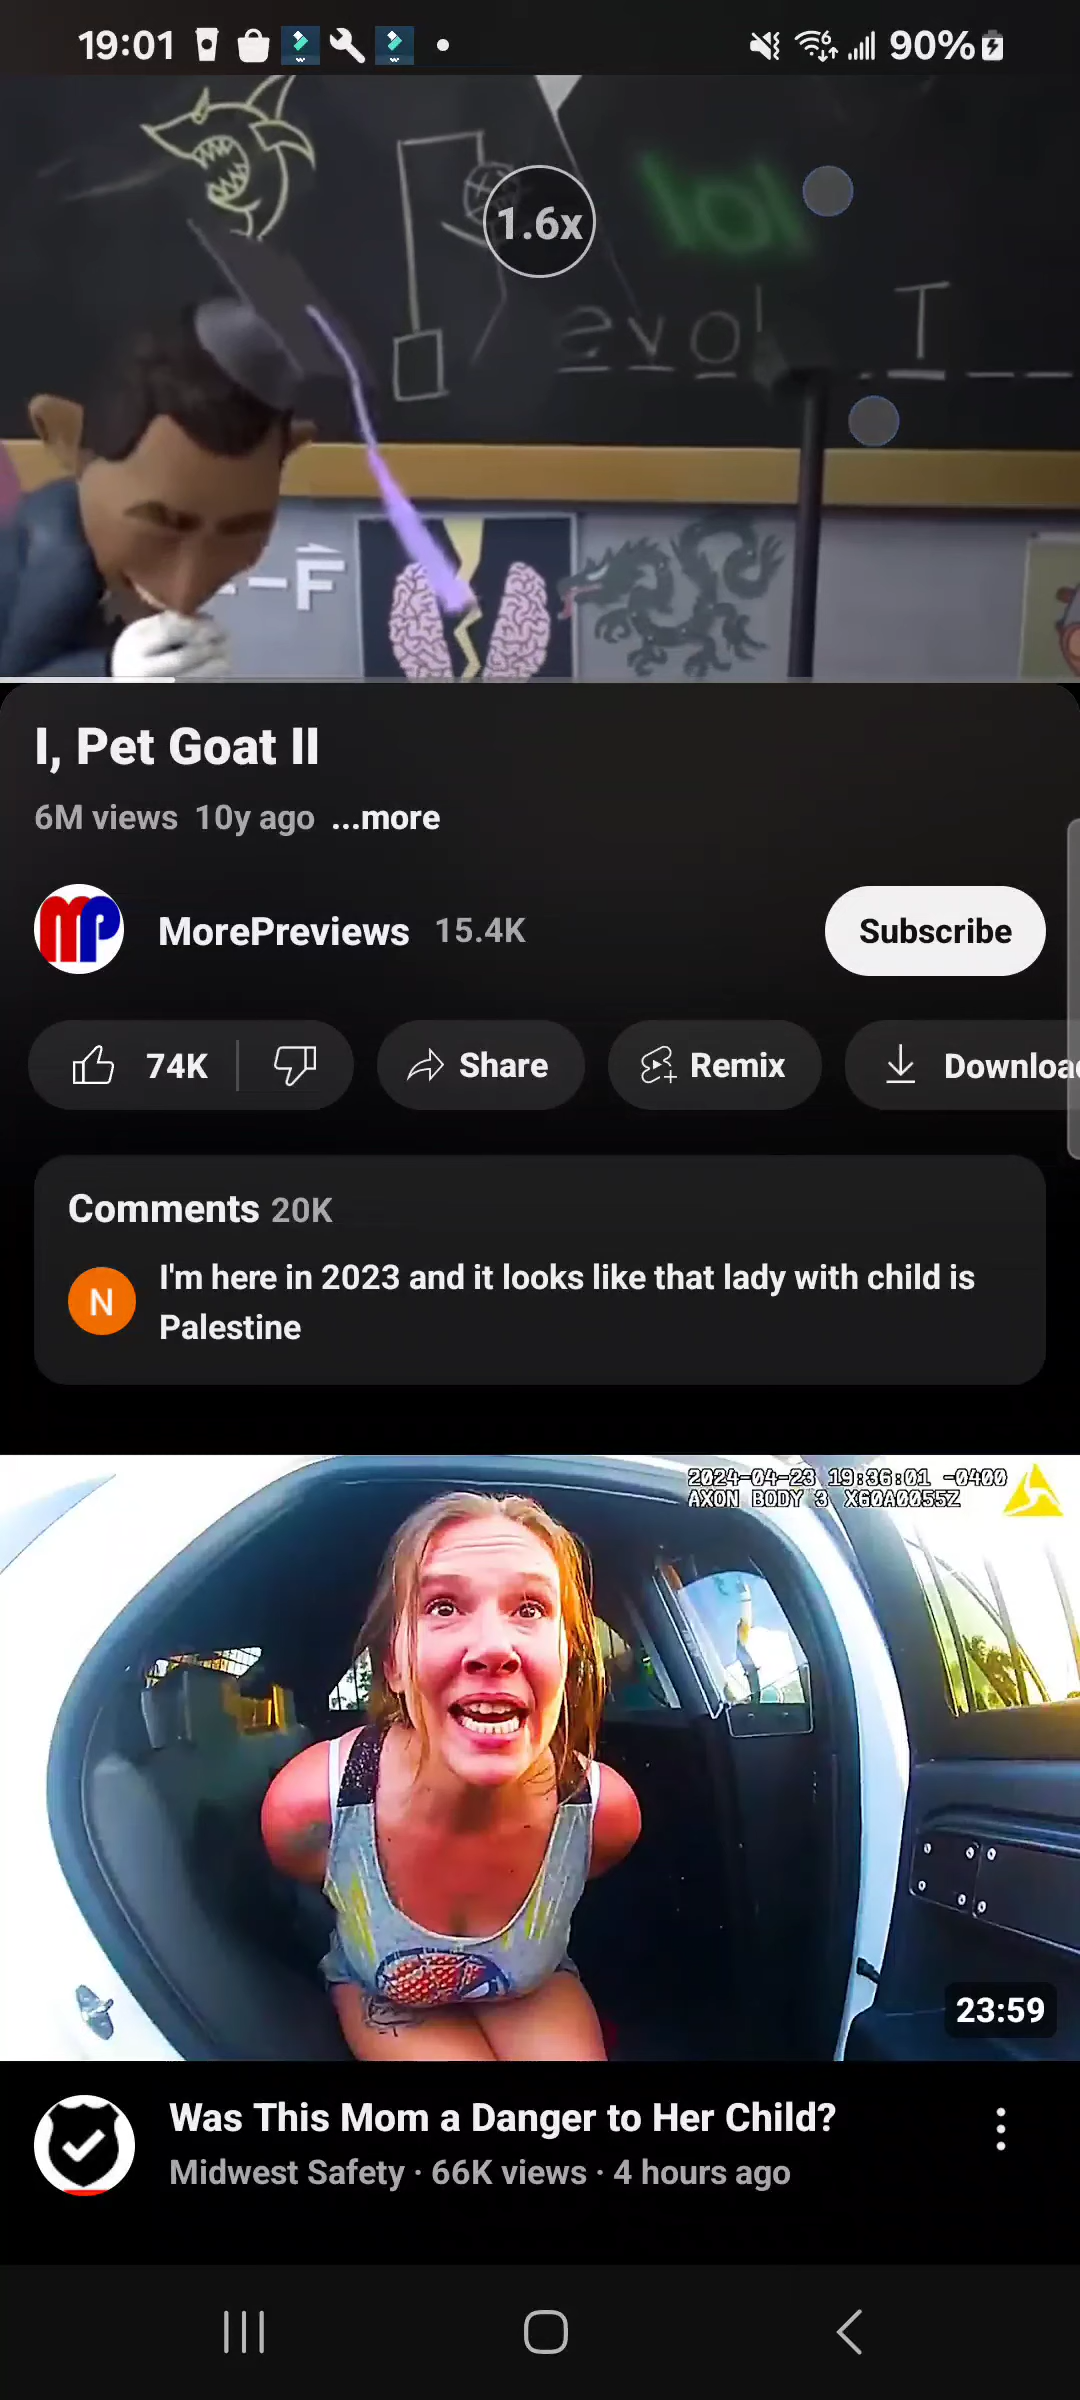 19:01
90%
1.6x
lol
evol T
-F
I, Pet Goat II
6M views 10y ago ...more
MorePreviews 15.4K
Subscribe
74K
Share
Remix
Downloa
Comments 20K
N
I'm here in 2023 and it looks like that lady with child is
Palestine
2024-04-23 19:36:01 -0400
AXON BODY 3 X60A0055Z
23:59
Was This Mom a Danger to Her Child?
Midwest Safety · 66K views · 4 hours ago